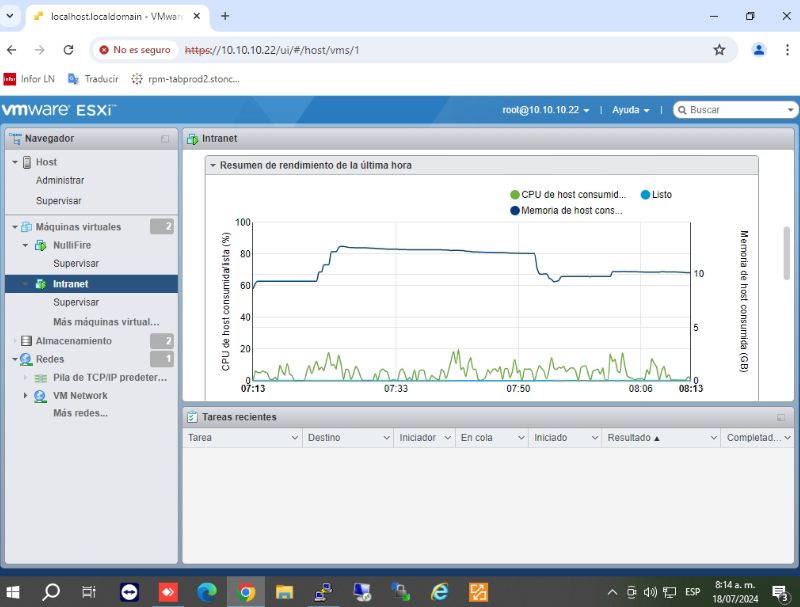 localhost.localdomain - VMwar
No es seguro
https://10.10.10.22/ui/#/host/vms/1
Infor LN
Traducir
rpm-tabprod2.stonc...
vmware ESXi™
root@10.10.10.22
Ayuda
Buscar
Navegador
Host
Administrar
Supervisar
Máquinas virtuales
2
NulliFire
Supervisar
Intranet
Supervisar
Más máquinas virtual...
Almacenamiento
2
Redes
1
Pila de TCP/IP predeter...
VM Network
Más redes...
Intranet
Resumen de rendimiento de la última hora
CPU de host consumid...
Listo
Memoria de host cons...
CPU de host consumida/lista (%)
100
80
60
40
20
0
Memoria de host consumida (GB)
10
5
0
07:13
07:33
07:50
08:06
08:13
Tareas recientes
Tarea
Destino
Iniciador
En cola
Iniciado
Resultado ▲
Completad...
infor
ESP
8:14 a. m.
18/07/2024
3